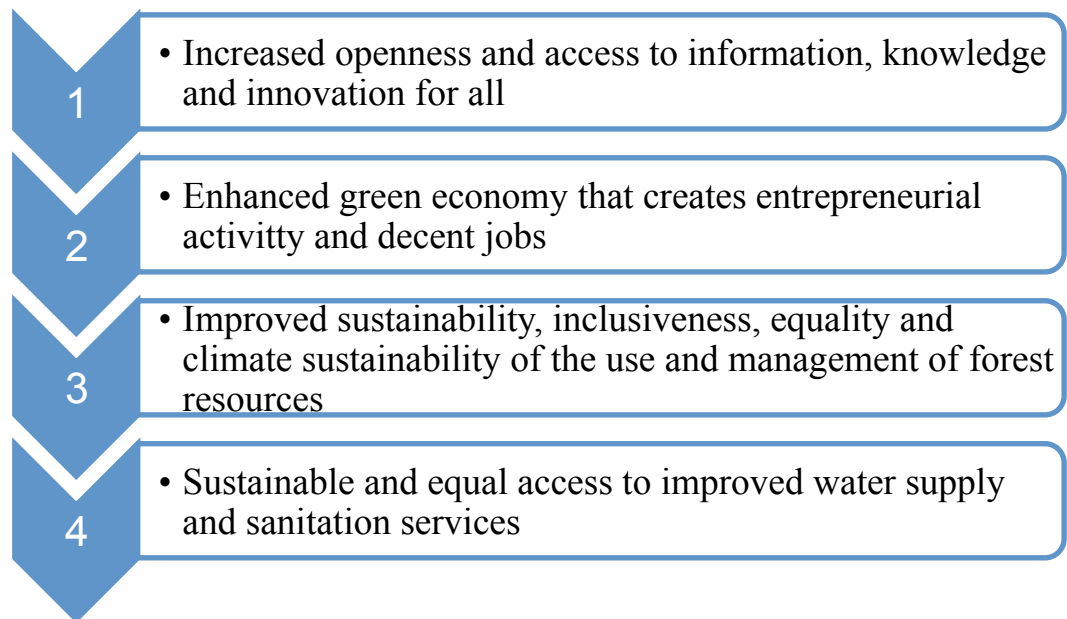 1
• Increased openness and access to information, knowledge
and innovation for all
2
• Enhanced green economy that creates entrepreneurial
activitty and decent jobs
3
• Improved sustainability, inclusiveness, equality and
climate sustainability of the use and management of forest
resources
4
• Sustainable and equal access to improved water supply
and sanitation services